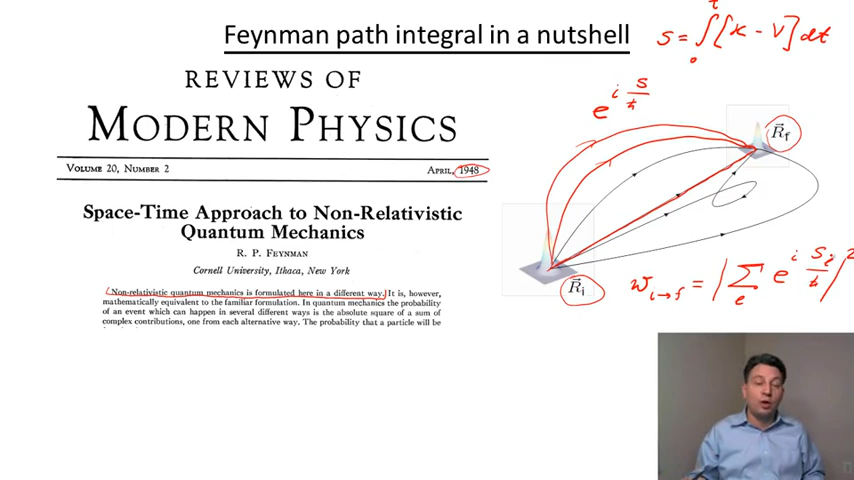 Feynman path integral in a nutshell
S = ∫₀ᵗ [K - V] dt
REVIEWS OF
MODERN PHYSICS
VOLUME 20, NUMBER 2
APRIL, 1948
Space-Time Approach to Non-Relativistic
Quantum Mechanics
R. P. FEYNMAN
Cornell University, Ithaca, New York
Non-relativistic quantum mechanics is formulated here in a different way. It is, however,
mathematically equivalent to the familiar formulation. In quantum mechanics the probability
of an event which can happen in several different ways is the absolute square of a sum of
complex contributions, one from each alternative way. The probability that a particle will be
e^{i S/ħ}
R⃗f
R⃗i
w_{i→f} = |∑_e e^{i S_i/ħ}|²